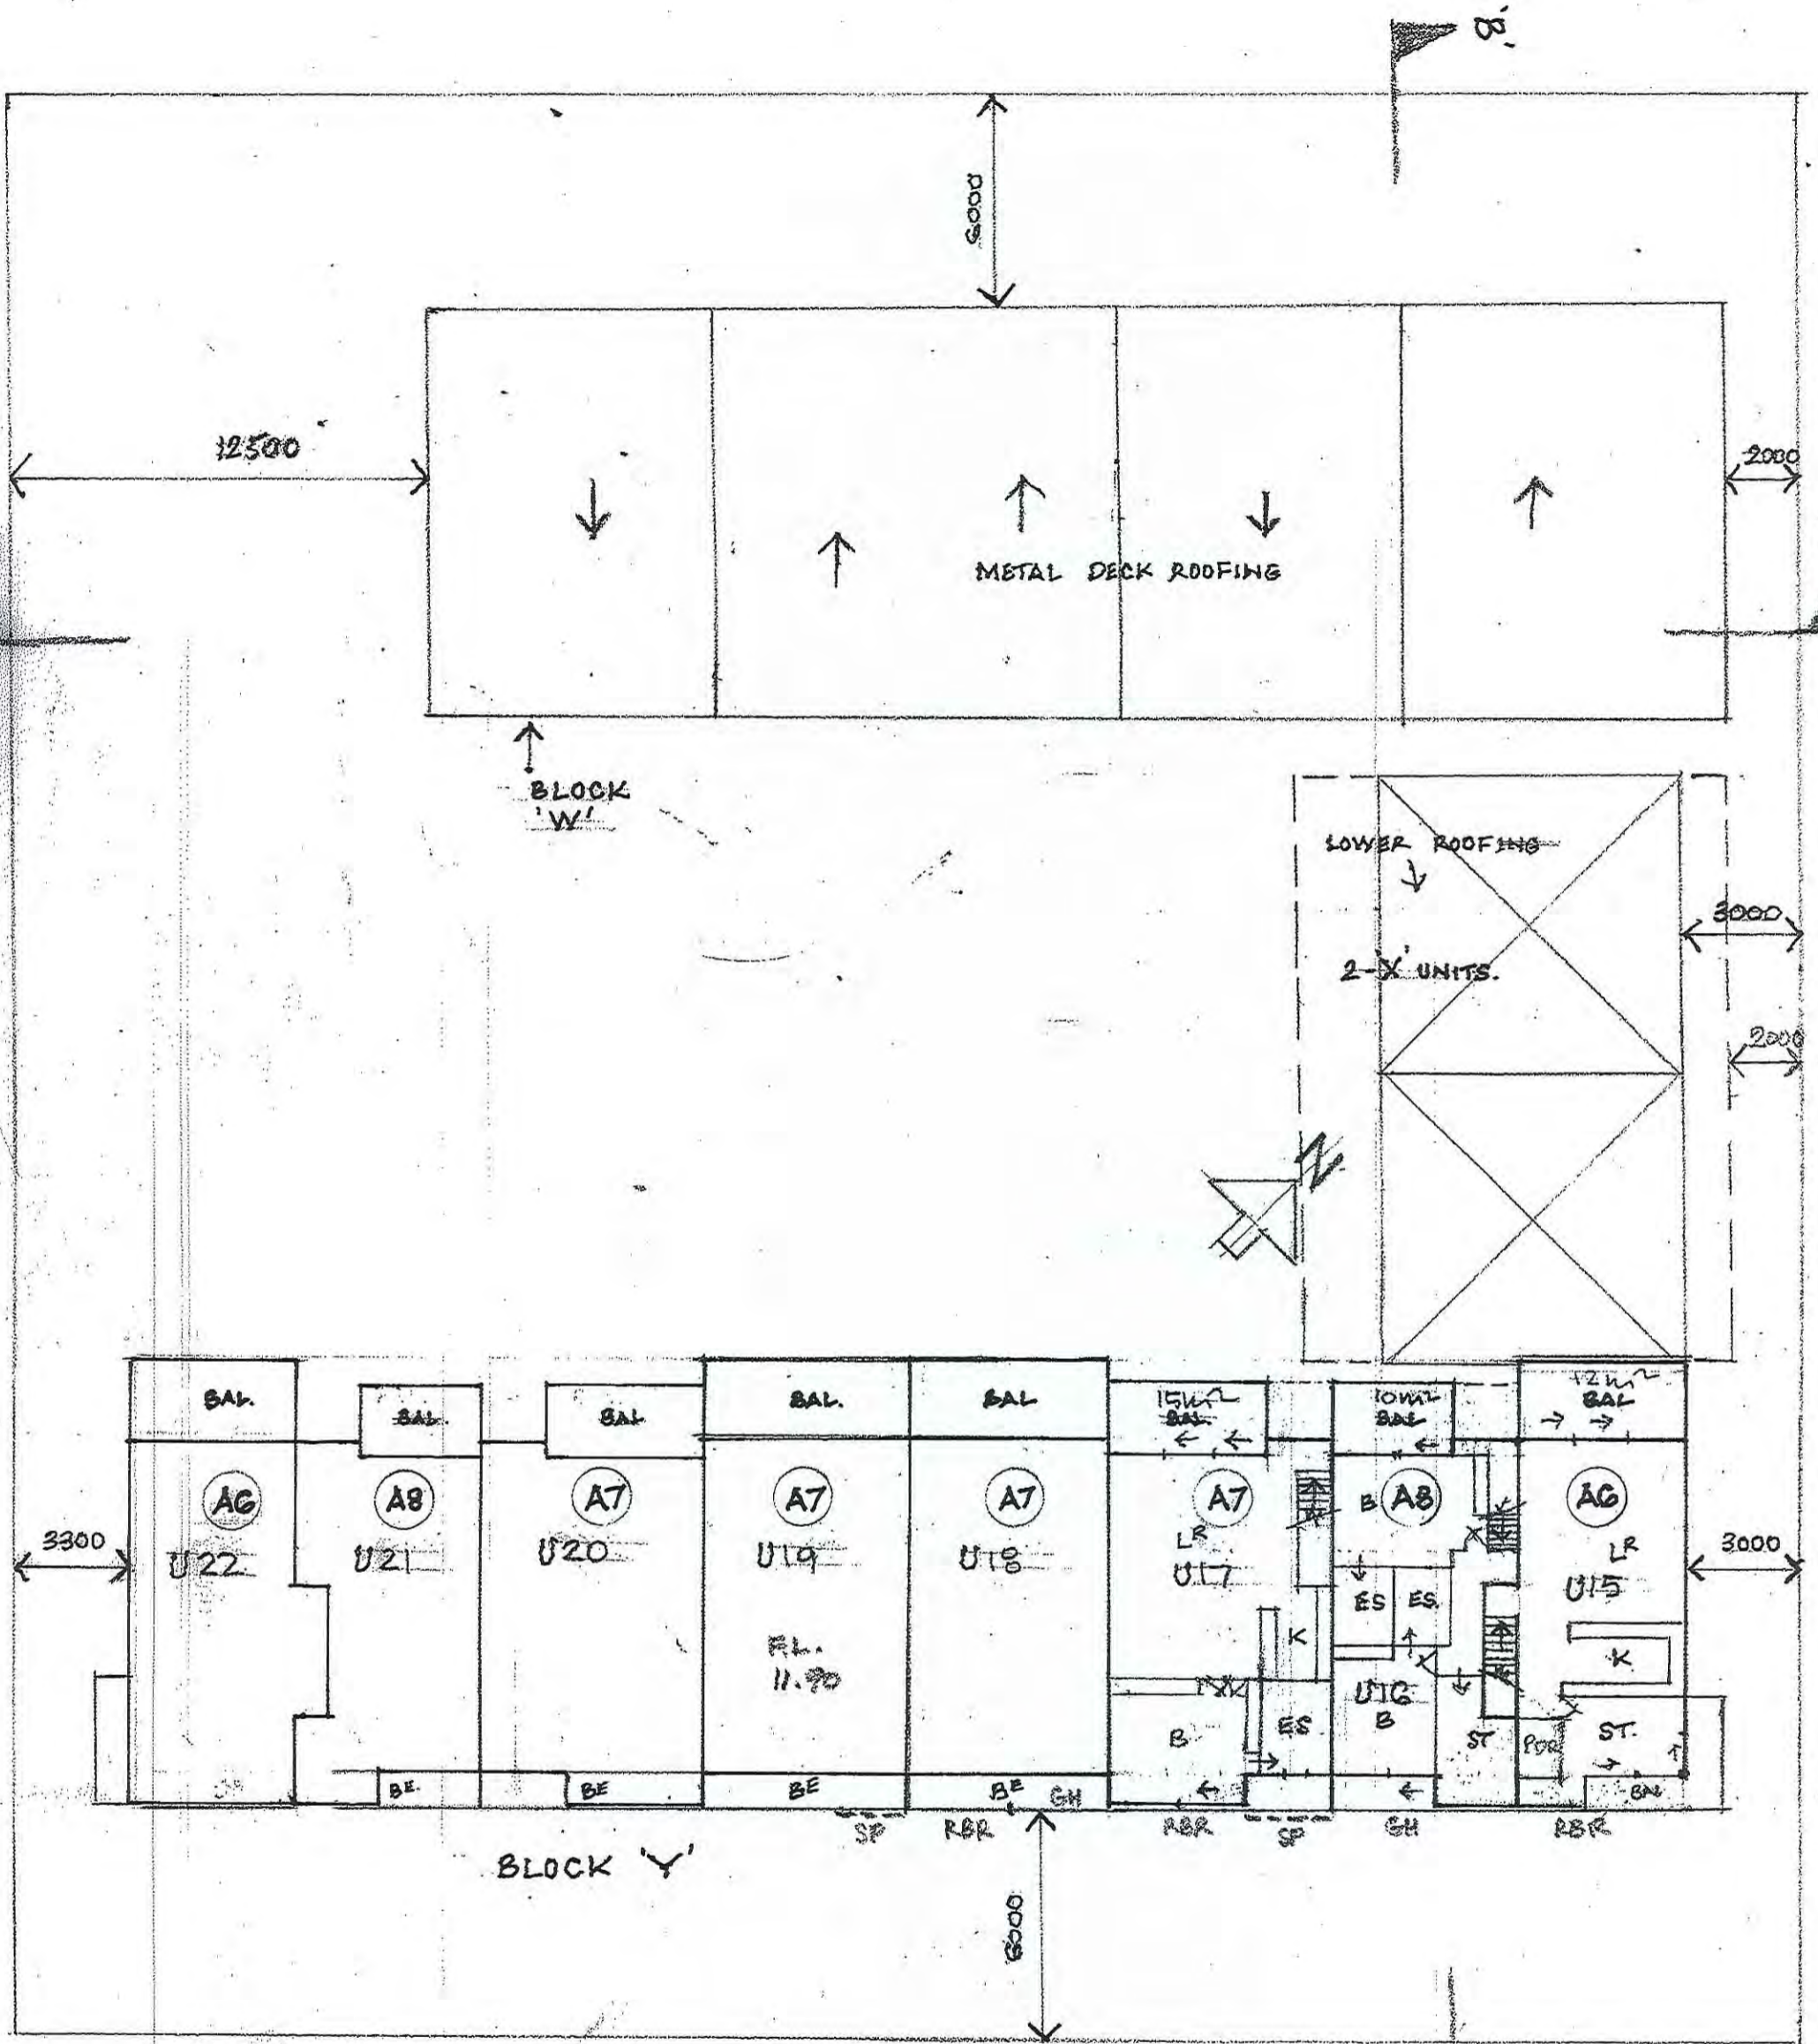 'B'
6000
12500
2000
METAL DECK ROOFING
BLOCK
'W'
LOWER ROOFING
3000
2-'X' UNITS.
2000
N
BAL. BAL. BAL BAL. BAL 15m² BAL. 10m² BAL 12m² BAL
A6 A8 A7 A7 A7 A7 B A8 A6
3300 U22 U21 U20 U19 U18 LR U17 LR U15 3000
ES ES.
F.L.
11.90
K K
U16
B ES B ST PDR ST.
BE. BE BE BE GH BN
SP RBR RBR SP GH RBR
BLOCK 'Y'
6000